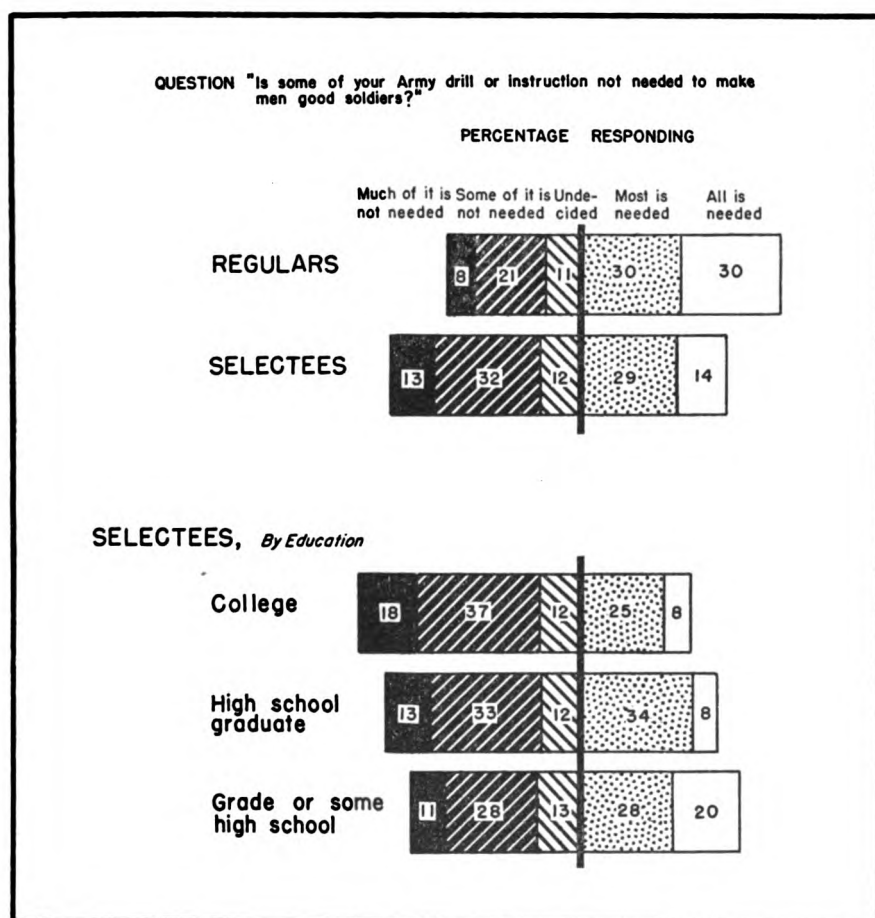 QUESTION "Is some of your Army drill or instruction not needed to make
men good soldiers?"
PERCENTAGE RESPONDING
Much of it is Some of it is Unde- Most is All is
not needed not needed cided needed needed
REGULARS 8 21 11 30 30
SELECTEES 13 32 12 29 14
SELECTEES, By Education
College 18 37 12 25 8
High school
graduate 13 33 12 34 8
Grade or some
high school 11 28 13 28 20